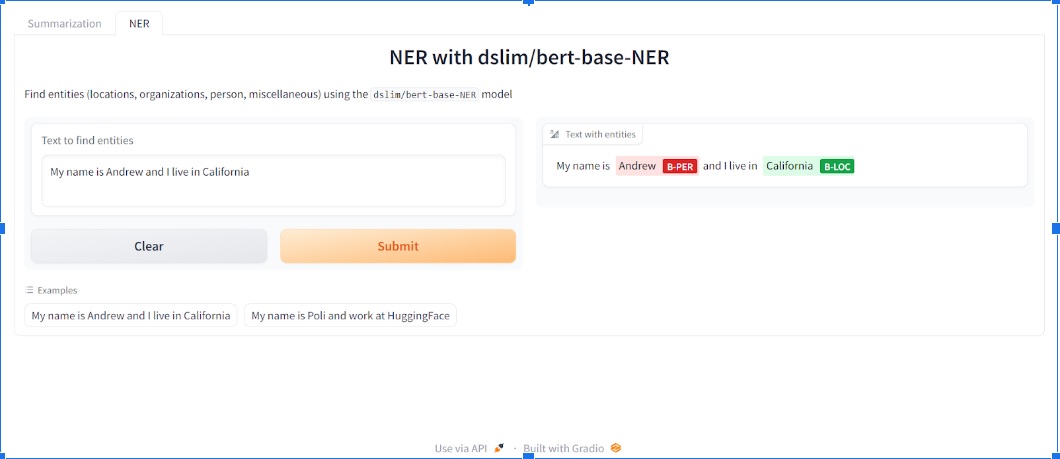 Summarization NER
NER with dslim/bert-base-NER
Find entities (locations, organizations, person, miscellaneous) using the dslim/bert-base-NER model
Text to find entities
My name is Andrew and I live in California
Clear Submit
Text with entities
My name is Andrew B-PER and I live in California B-LOC
Examples
My name is Andrew and I live in California My name is Poli and work at HuggingFace
Use via API · Built with Gradio